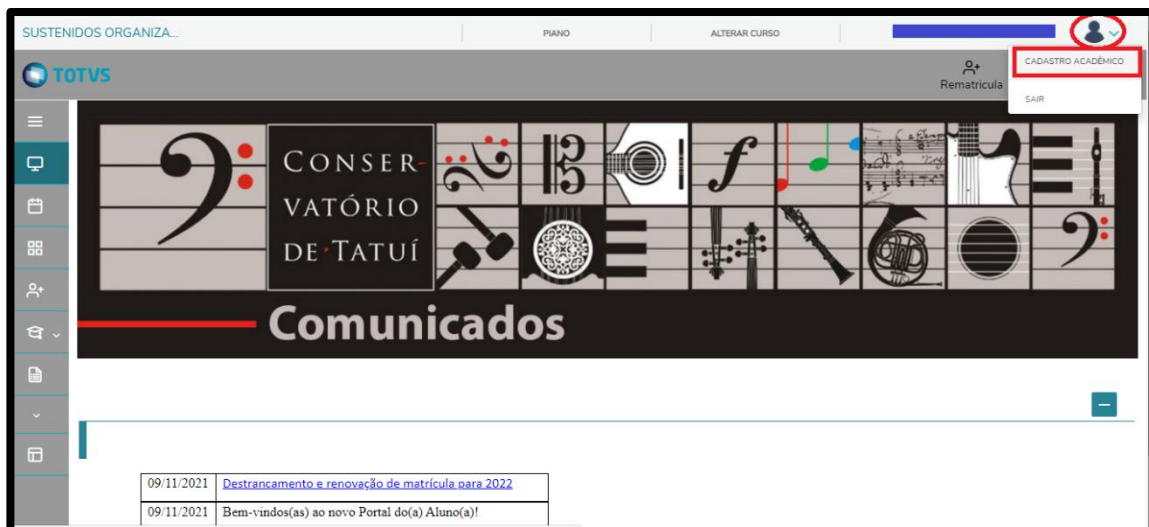 SUSTENIDOS ORGANIZA...
PIANO
ALTERAR CURSO
TOTVS
Rematrícula
CADASTRO ACADÊMICO
SAIR
CONSER-
VATÓRIO
DE TATUÍ
Comunicados
09/11/2021 Destrancamento e renovação de matrícula para 2022
09/11/2021 Bem-vindos(as) ao novo Portal do(a) Aluno(a)!